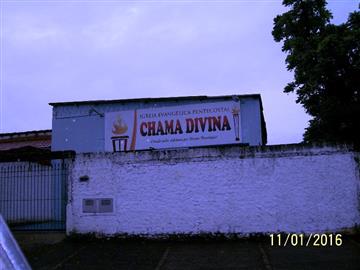 IGREJA EVANGÉLICA PENTECOSTAL
CHAMA DIVINA
11/01/2016